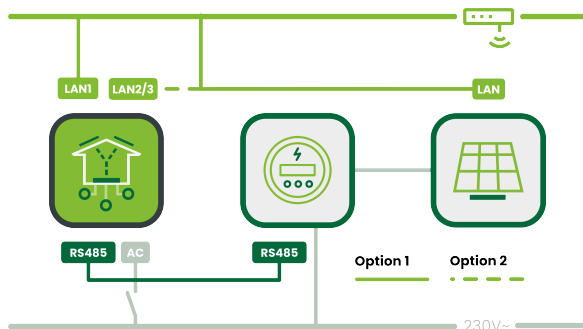 LAN1 LAN2/3 LAN
RS485 AC RS485
Option 1 Option 2
230V~